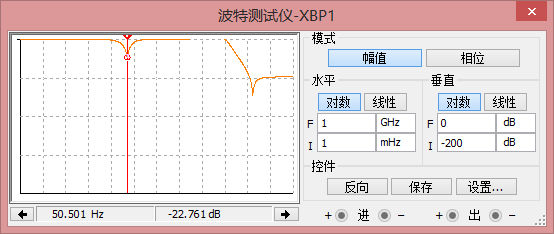 波特测试仪-XBP1
模式
幅值 相位
水平 垂直
对数 线性 对数 线性
F 1 GHz F 0 dB
I 1 mHz I -200 dB
控件
反向 保存 设置...
50.501 Hz -22.761 dB + 进 − + 出 −